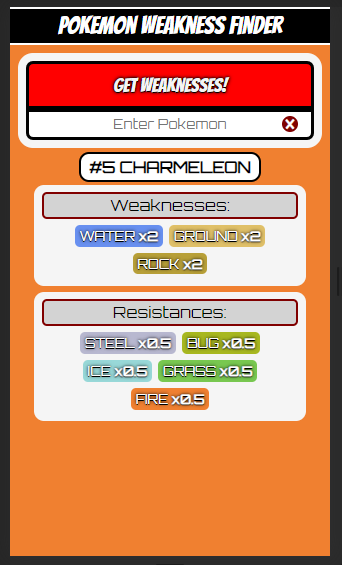 POKEMON WEAKNESS FINDER
GET WEAKNESSES!
Enter Pokemon
#5 CHARMELEON
Weaknesses:
WATER x2 GROUND x2
ROCK x2
Resistances:
STEEL x0.5 BUG x0.5
ICE x0.5 GRASS x0.5
FIRE x0.5